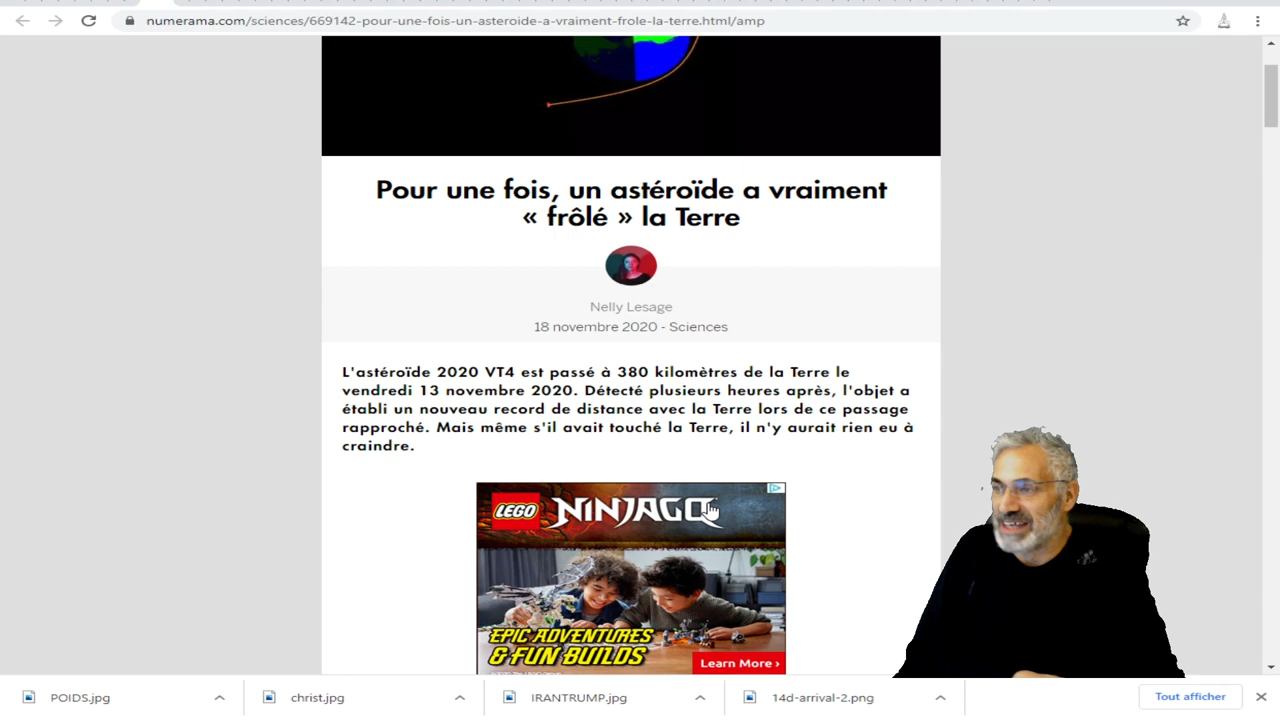 numerama.com/sciences/669142-pour-une-fois-un-asteroide-a-vraiment-frole-la-terre.html/amp
Pour une fois, un astéroïde a vraiment
« frôlé » la Terre
Nelly Lesage
18 novembre 2020 - Sciences
L'astéroïde 2020 VT4 est passé à 380 kilomètres de la Terre le
vendredi 13 novembre 2020. Détecté plusieurs heures après, l'objet a
établi un nouveau record de distance avec la Terre lors de ce passage
rapproché. Mais même s'il avait touché la Terre, il n'y aurait rien eu à
craindre.
LEGO NINJAGO
EPIC ADVENTURES
& FUN BUILDS
Learn More ›
POIDS.jpg
christ.jpg
IRANTRUMP.jpg
14d-arrival-2.png
Tout afficher